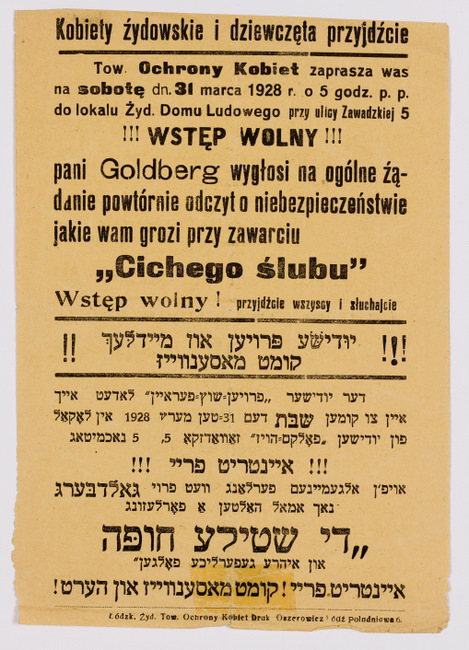 Kobiety żydowskie i dziewczęta przyjdźcie
Tow. Ochrony Kobiet zaprasza was
na sobotę dn. 31 marca 1928 r. o 5 godz. p. p.
do lokalu Żyd. Domu Ludowego przy ulicy Zawadzkiej 5
!!! WSTĘP WOLNY !!!
pani Goldberg wygłosi na ogólne żą-
danie powtórnie odczyt o niebezpieczeństwie
jakie wam grozi przy zawarciu
„Cichego ślubu”
Wstęp wolny! przyjdźcie wszyscy i słuchajcie
!!! יודישע פרויען און מיידלעך !!
קומט מאסענווייז
דער יודישער „פרויען=שוץ=פעראיין” לאדעט אייך
איין צו קומען שבת דעם 31=טען מערץ 1928 אין לאקאל
פון יודישען „פאלקס=הויז” זאוואדזקא 5, 5 נאכמיטאג
!!! איינטריט פריי !!!
אויפ'ן אלגעמיינעם פערלאנג וועט פרוי גאלדבערג
נאך אמאל האלטען א פארלעזונג
„די שטילע חופה
און איהרע געפערליכע פאלגען”
איינטריט פריי! קומט מאסענווייז און הערט!
Łódzk. Żyd. Tow. Ochrony Kobiet Druk Oszerowicz Łódź Południowa 6.